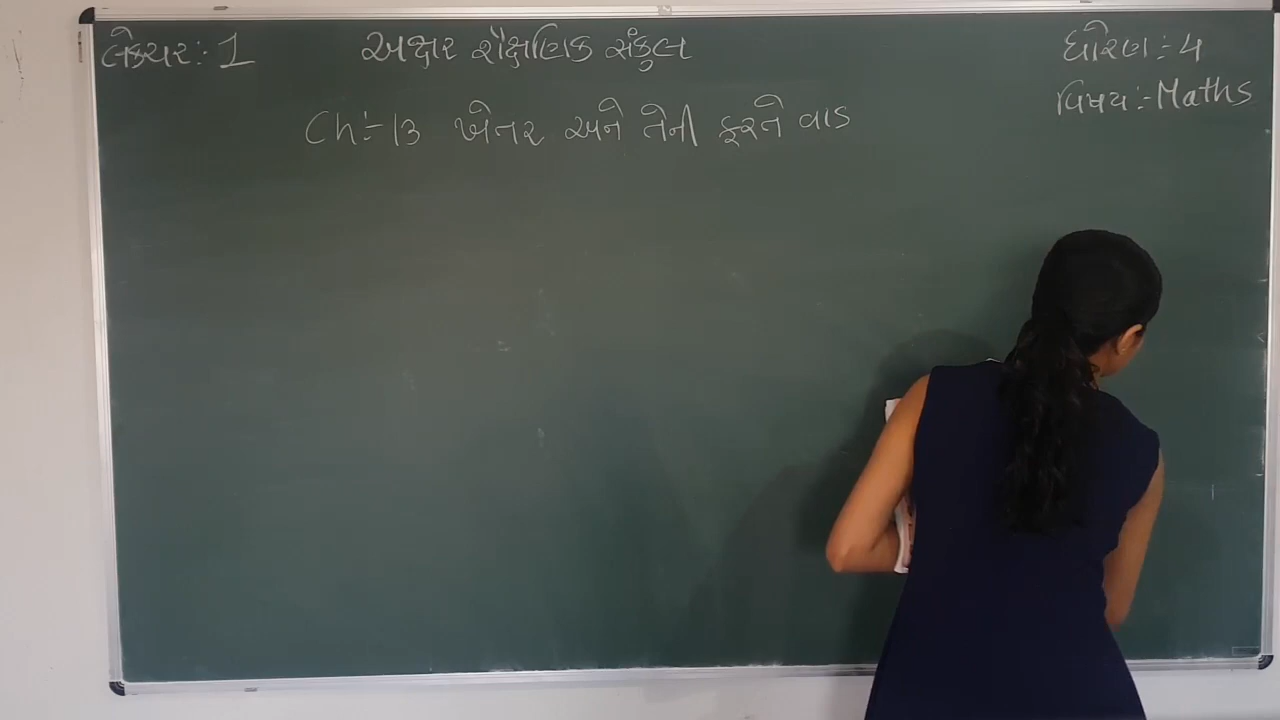 લેક્ચર:- 1
અક્ષર શૈક્ષણિક સંકુલ
ધોરણ:- 4
વિષય:- Maths
Ch:- 13 ખેતર અને તેની ફરતે વાડ